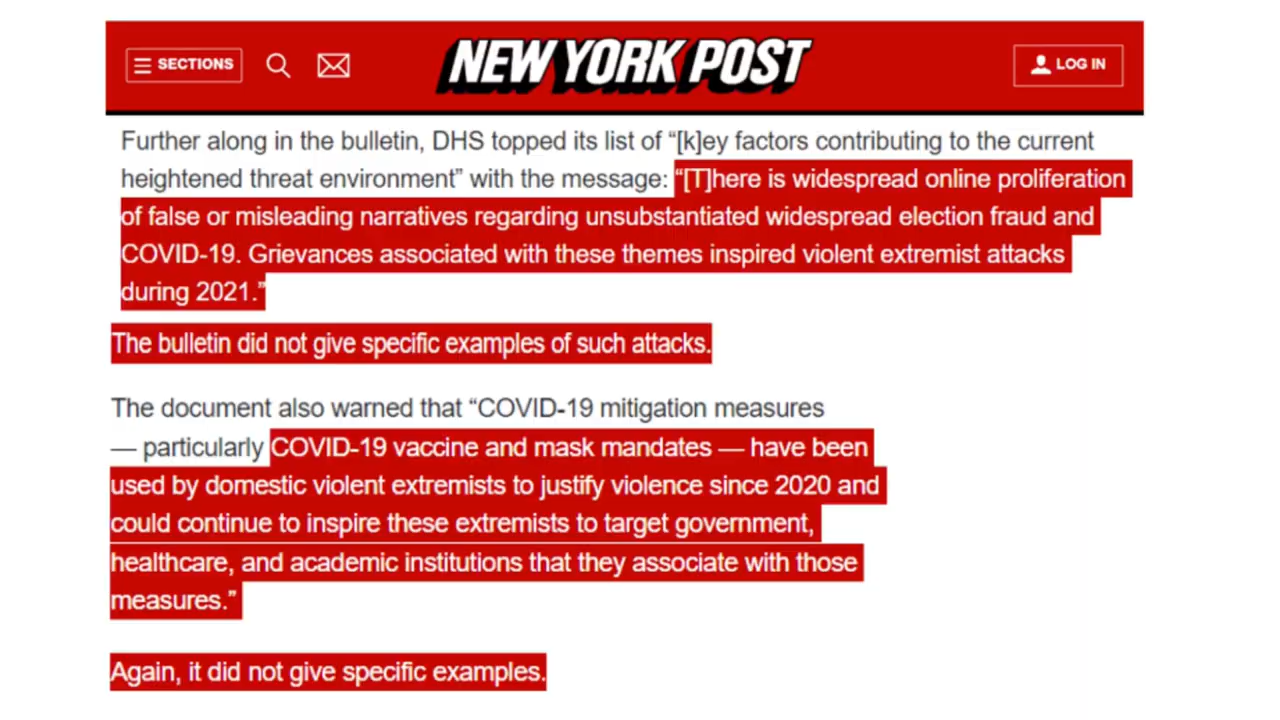 SECTIONS
NEW YORK POST
LOG IN
Further along in the bulletin, DHS topped its list of “[k]ey factors contributing to the current
heightened threat environment” with the message: “[T]here is widespread online proliferation
of false or misleading narratives regarding unsubstantiated widespread election fraud and
COVID-19. Grievances associated with these themes inspired violent extremist attacks
during 2021.”
The bulletin did not give specific examples of such attacks.
The document also warned that “COVID-19 mitigation measures
— particularly COVID-19 vaccine and mask mandates — have been
used by domestic violent extremists to justify violence since 2020 and
could continue to inspire these extremists to target government,
healthcare, and academic institutions that they associate with those
measures.”
Again, it did not give specific examples.